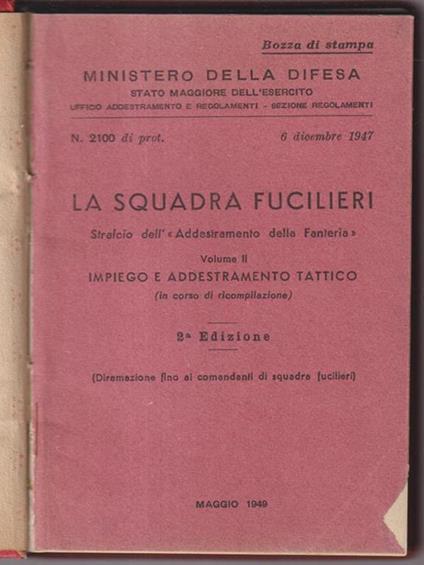 Bozza di stampa
MINISTERO DELLA DIFESA
STATO MAGGIORE DELL'ESERCITO
UFFICIO ADDESTRAMENTO E REGOLAMENTI - SEZIONE REGOLAMENTI
N. 2100 di prot. 6 dicembre 1947
LA SQUADRA FUCILIERI
Stralcio dell' «Addestramento della Fanteria»
Volume II
IMPIEGO E ADDESTRAMENTO TATTICO
(in corso di ricompilazione)
2ª Edizione
(Diramazione fino ai comandanti di squadra fucilieri)
MAGGIO 1949